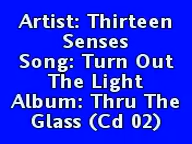 Artist: Thirteen
Senses
Song: Turn Out
The Light
Album: Thru The
Glass (Cd 02)